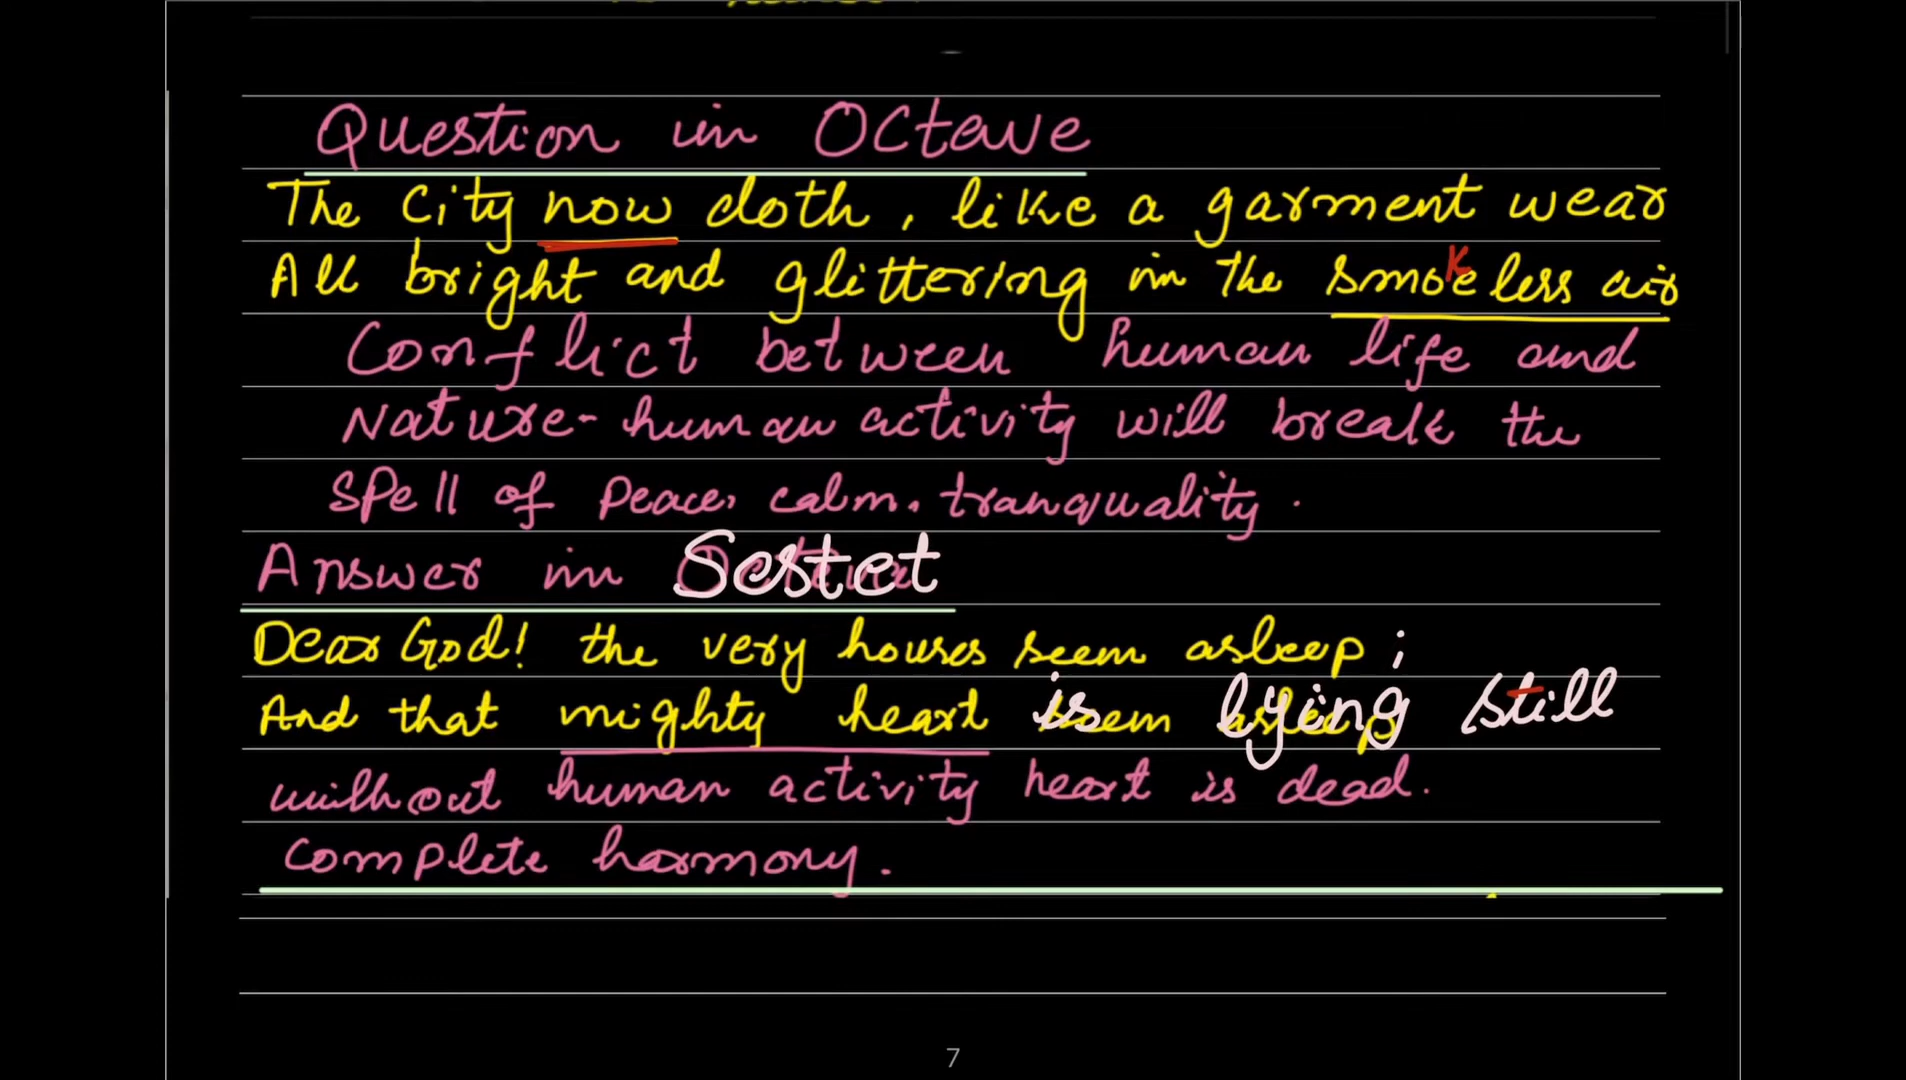 Question in Octave
The City now doth, like a garment wear
All bright and glittering in the smokeless air
Conflict between human life and
Nature- human activity will break the
spell of peace, calm, tranquality.
Answer in Sestet
Dear God! the very houses seem asleep;
And that mighty heart is lying still
without human activity heart is dead.
complete harmony.
7